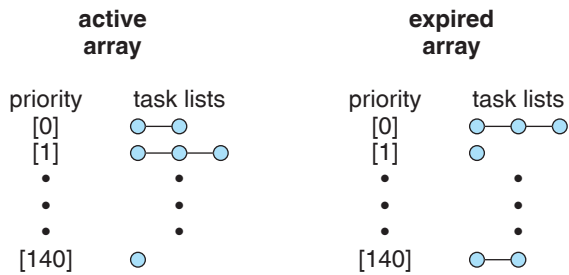 active array
expired array
priority task lists
[0]
[1]
[140]
priority task lists
[0]
[1]
[140]